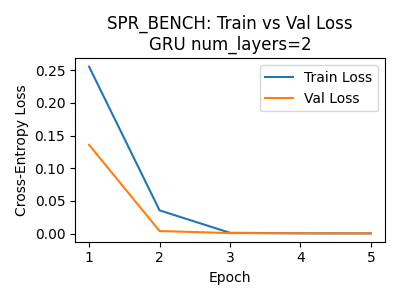 SPR_BENCH: Train vs Val Loss
GRU num_layers=2
Train Loss
Val Loss
Cross-Entropy Loss
0.25
0.20
0.15
0.10
0.05
0.00
1 2 3 4 5
Epoch